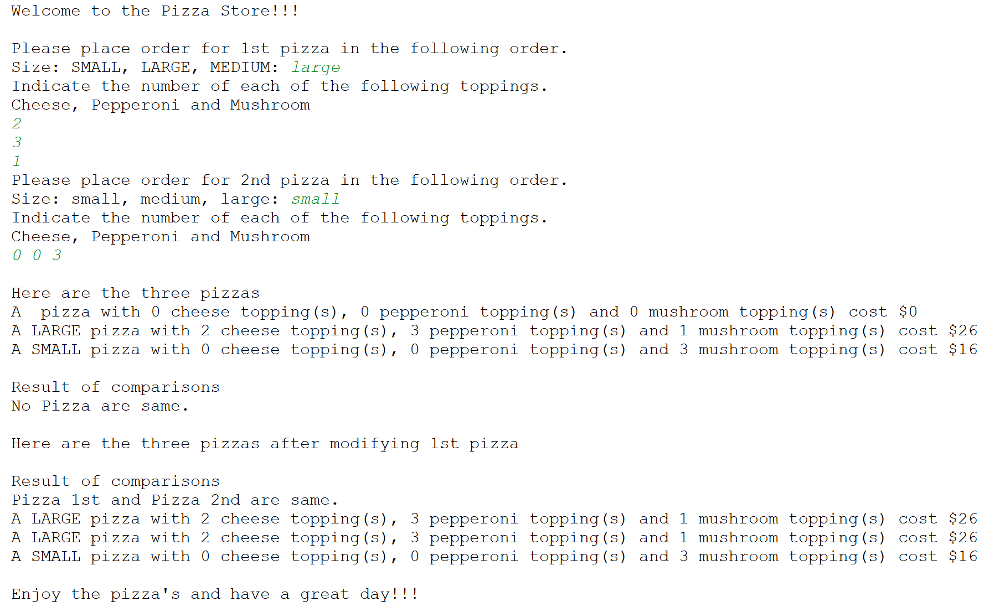 Welcome to the Pizza Store!!!
Please place order for 1st pizza in the following order.
Size: SMALL, LARGE, MEDIUM: large
Indicate the number of each of the following toppings.
Cheese, Pepperoni and Mushroom
2
3
1
Please place order for 2nd pizza in the following order.
Size: small, medium, large: small
Indicate the number of each of the following toppings.
Cheese, Pepperoni and Mushroom
0 0 3
Here are the three pizzas
A  pizza with 0 cheese topping(s), 0 pepperoni topping(s) and 0 mushroom topping(s) cost $0
A LARGE pizza with 2 cheese topping(s), 3 pepperoni topping(s) and 1 mushroom topping(s) cost $26
A SMALL pizza with 0 cheese topping(s), 0 pepperoni topping(s) and 3 mushroom topping(s) cost $16
Result of comparisons
No Pizza are same.
Here are the three pizzas after modifying 1st pizza
Result of comparisons
Pizza 1st and Pizza 2nd are same.
A LARGE pizza with 2 cheese topping(s), 3 pepperoni topping(s) and 1 mushroom topping(s) cost $26
A LARGE pizza with 2 cheese topping(s), 3 pepperoni topping(s) and 1 mushroom topping(s) cost $26
A SMALL pizza with 0 cheese topping(s), 0 pepperoni topping(s) and 3 mushroom topping(s) cost $16
Enjoy the pizza's and have a great day!!!